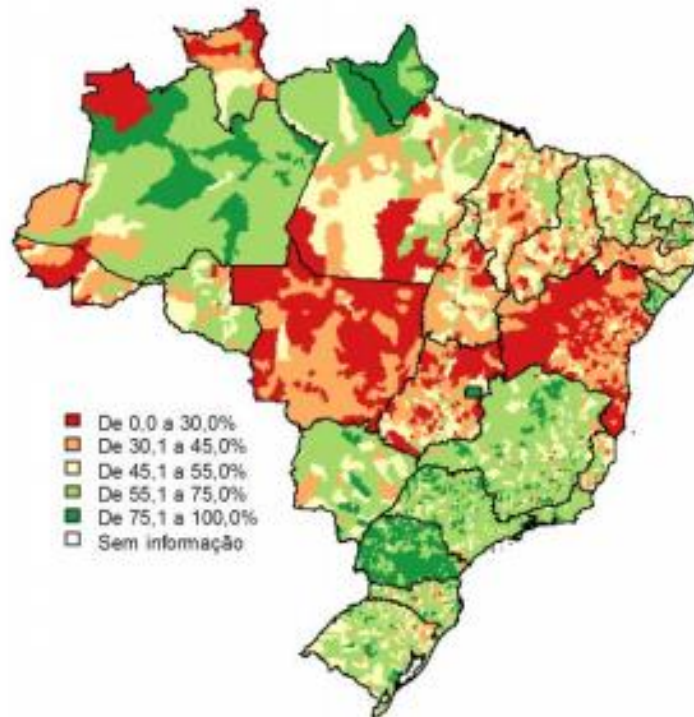 De 0,0 a 30,0%
De 30,1 a 45,0%
De 45,1 a 55,0%
De 55,1 a 75,0%
De 75,1 a 100,0%
Sem informação